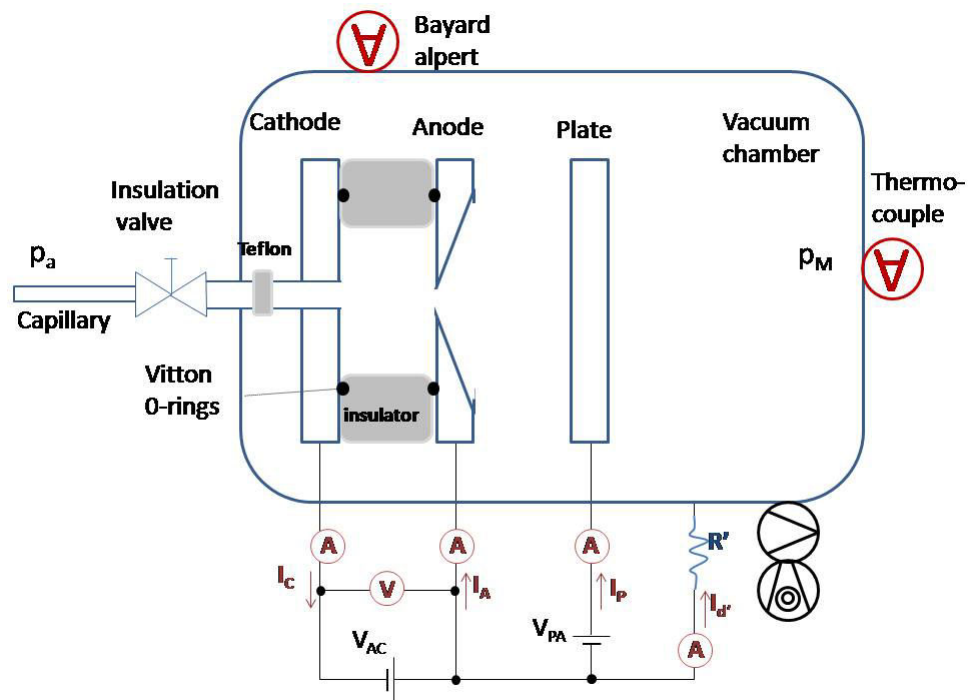 Bayard
alpert
Cathode
Anode
Plate
Vacuum
chamber
Insulation
valve
Thermo-
couple
Teflon
pa
pM
Capillary
Vitton
0-rings
insulator
A
A
A
R'
IC
V
IA
IP
Id'
VAC
VPA
A